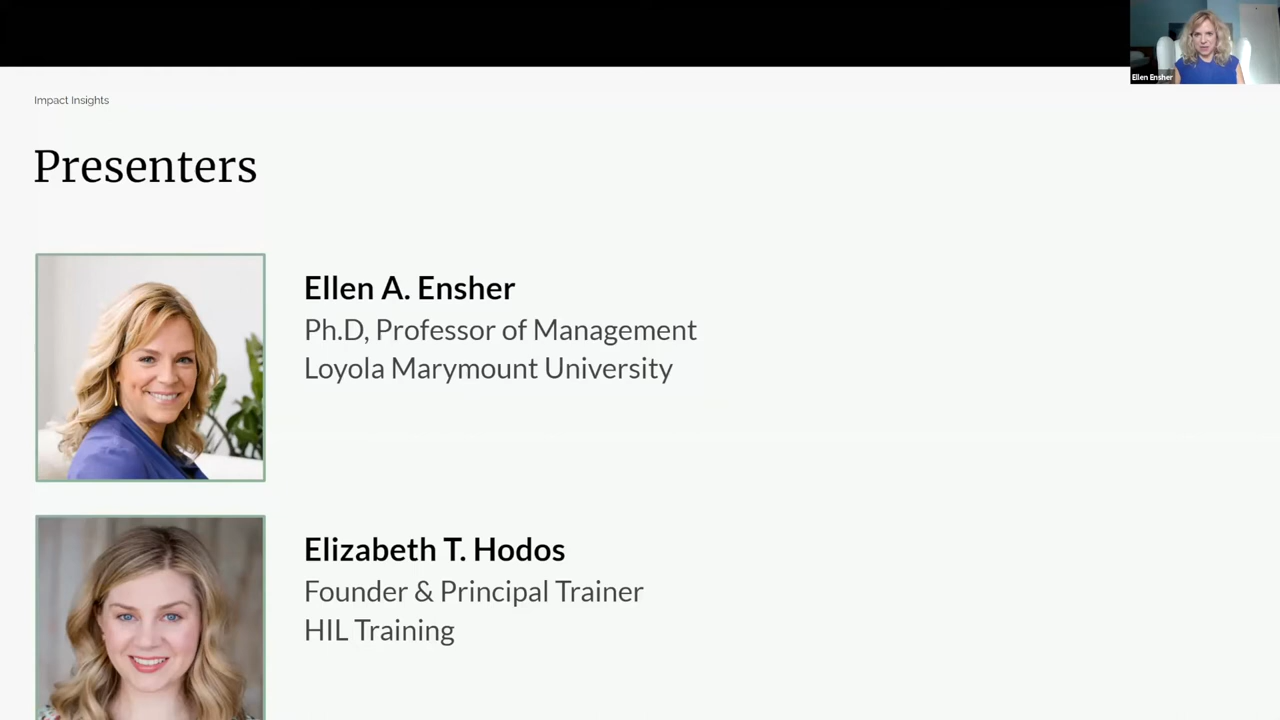 Ellen Ensher
Impact Insights
Presenters
Ellen A. Ensher
Ph.D, Professor of Management
Loyola Marymount University
Elizabeth T. Hodos
Founder & Principal Trainer
HIL Training